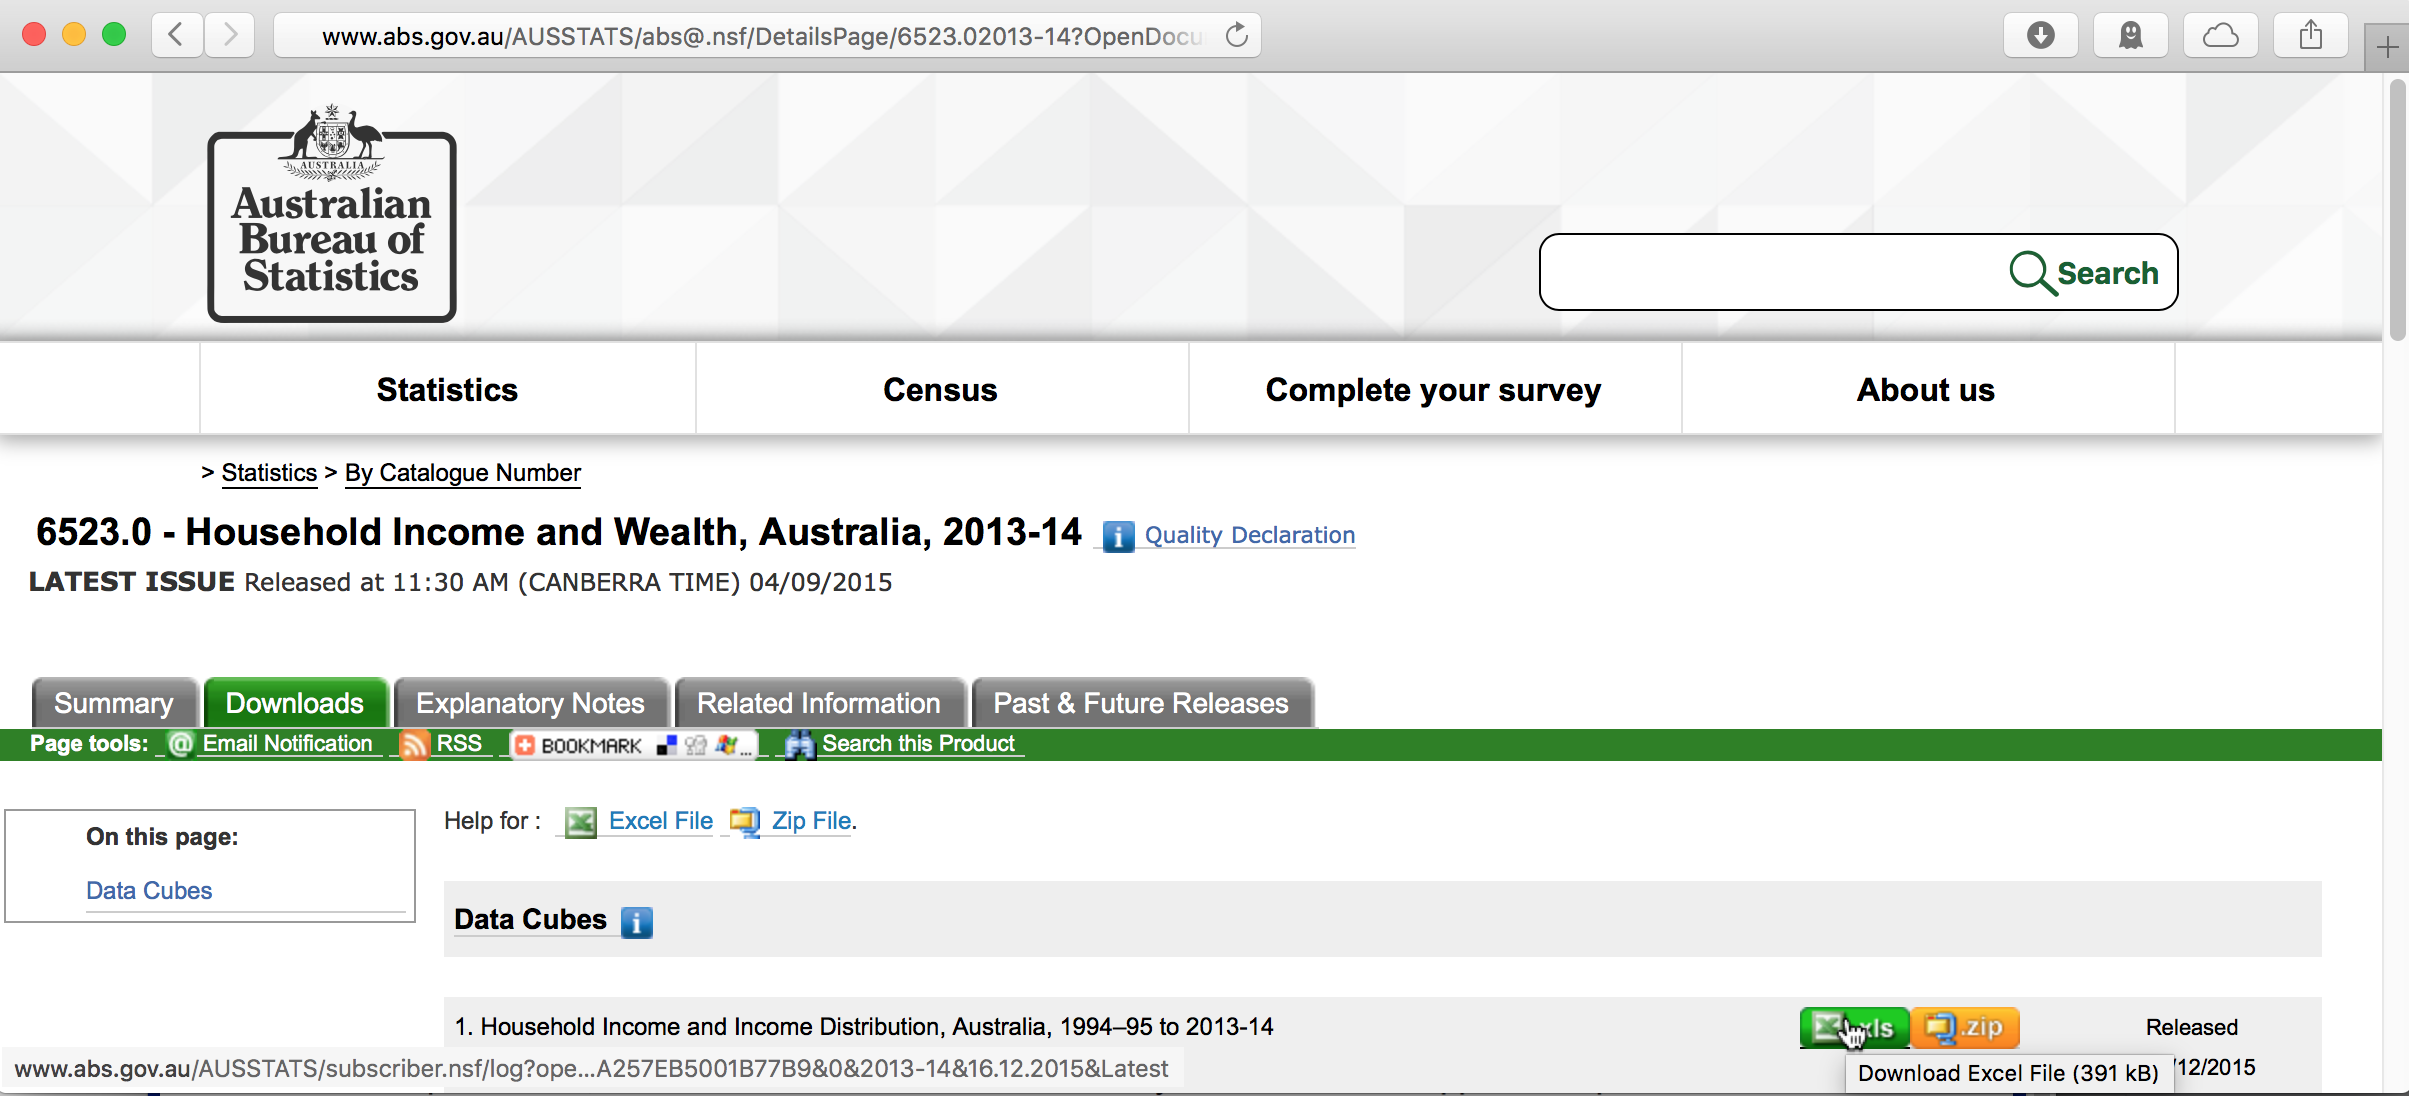 www.abs.gov.au/AUSSTATS/abs@.nsf/DetailsPage/6523.02013-14?OpenDocu
AUSTRALIA
Australian
Bureau of
Statistics
Search
Statistics
Census
Complete your survey
About us
> Statistics > By Catalogue Number
6523.0 - Household Income and Wealth, Australia, 2013-14
Quality Declaration
LATEST ISSUE Released at 11:30 AM (CANBERRA TIME) 04/09/2015
Summary
Downloads
Explanatory Notes
Related Information
Past & Future Releases
Page tools: Email Notification RSS BOOKMARK ... Search this Product
On this page:
Data Cubes
Help for : Excel File Zip File.
Data Cubes
1. Household Income and Income Distribution, Australia, 1994–95 to 2013-14
.zip
Released
/12/2015
www.abs.gov.au/AUSSTATS/subscriber.nsf/log?ope...A257EB5001B77B9&0&2013-14&16.12.2015&Latest
Download Excel File (391 kB)